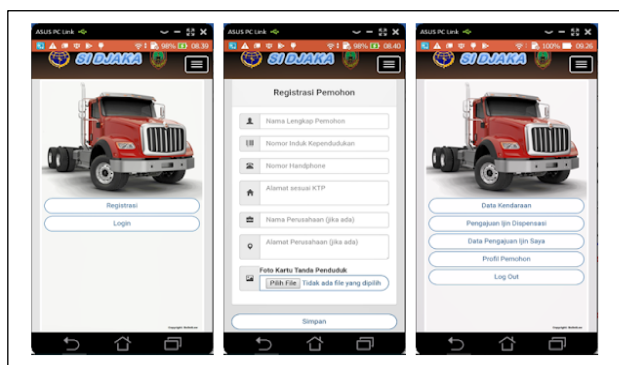 ASUS PC Link
98% 08.39
SI DJAKA
Registrasi
Login
ASUS PC Link
98% 08.40
SI DJAKA
Registrasi Pemohon
Nama Lengkap Pemohon
Nomor Induk Kependudukan
Nomor Handphone
Alamat sesuai KTP
Nama Perusahaan (jika ada)
Alamat Perusahaan (jika ada)
Foto Kartu Tanda Penduduk
Pilih File Tidak ada file yang dipilih
Simpan
ASUS PC Link
100% 09.26
SI DJAKA
Data Kendaraan
Pengajuan Ijin Dispensasi
Data Pengajuan Ijin Saya
Profil Pemohon
Log Out